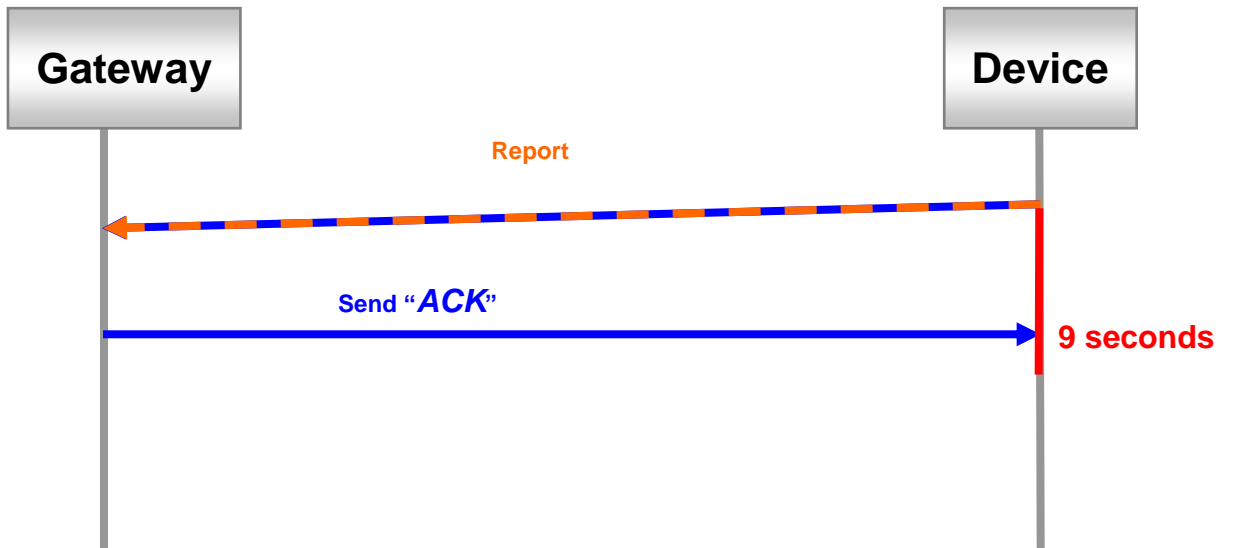 Gateway
Device
Report
Send “ACK”
9 seconds